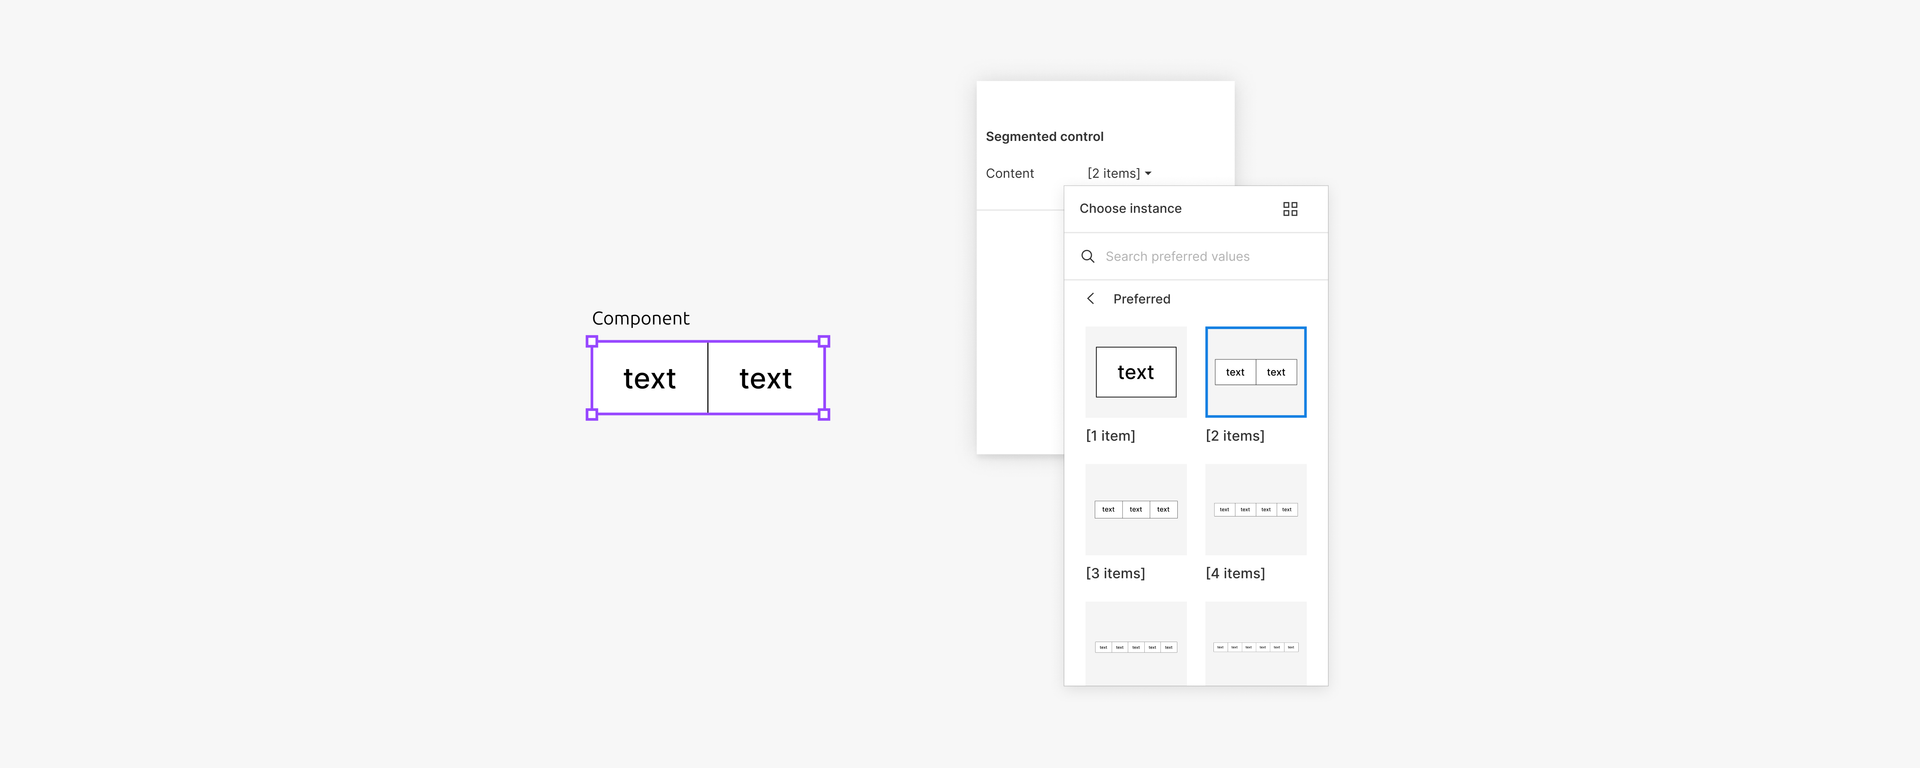 Component
text text
Segmented control
Content [2 items]
Choose instance
Search preferred values
Preferred
text
text text
[1 item] [2 items]
text text text
text text text text
[3 items] [4 items]
text text text text text
text text text text text text